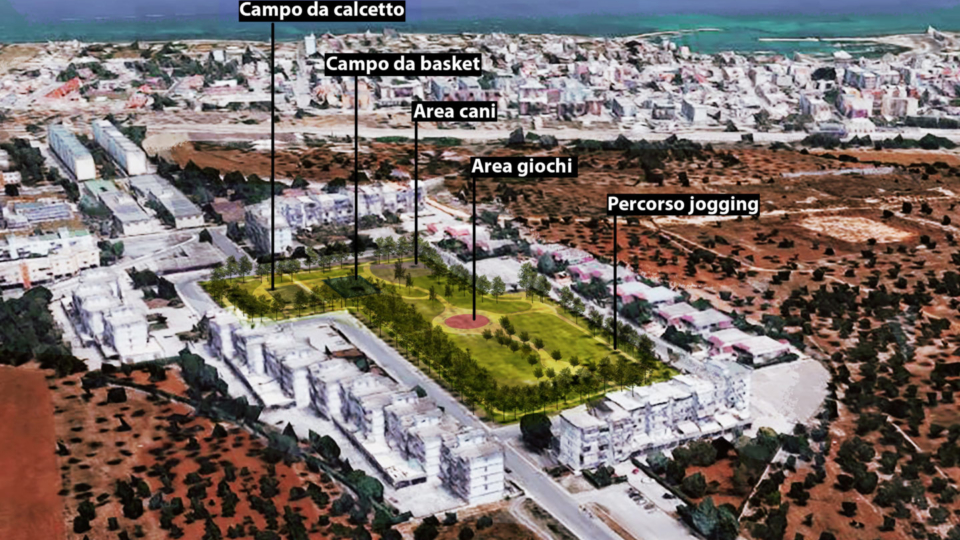 Campo da calcetto
Campo da basket
Area cani
Area giochi
Percorso jogging